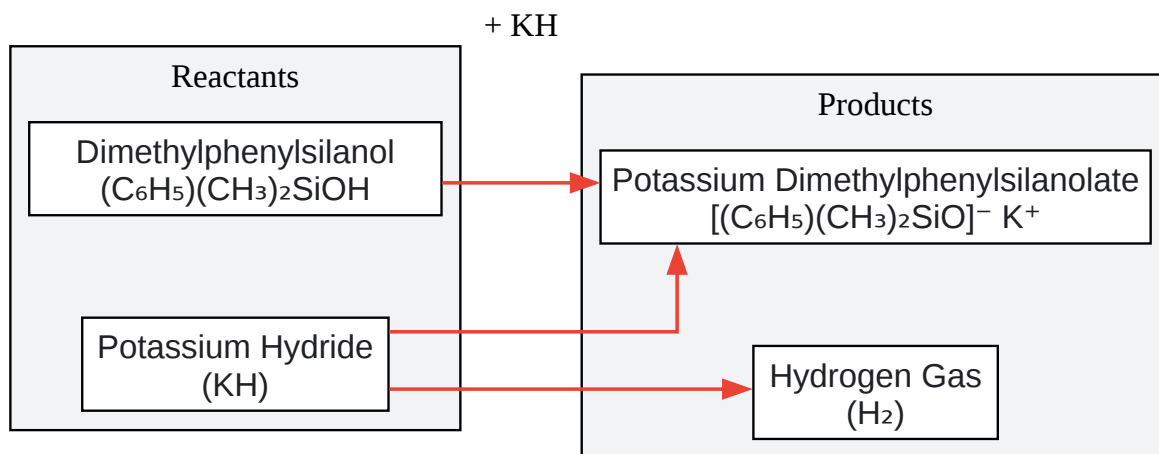 + KH
Reactants
Dimethylphenylsilanol
(C₆H₅)(CH₃)₂SiOH
Potassium Hydride
(KH)
Products
Potassium Dimethylphenylsilanolate
[(C₆H₅)(CH₃)₂SiO]⁻ K⁺
Hydrogen Gas
(H₂)